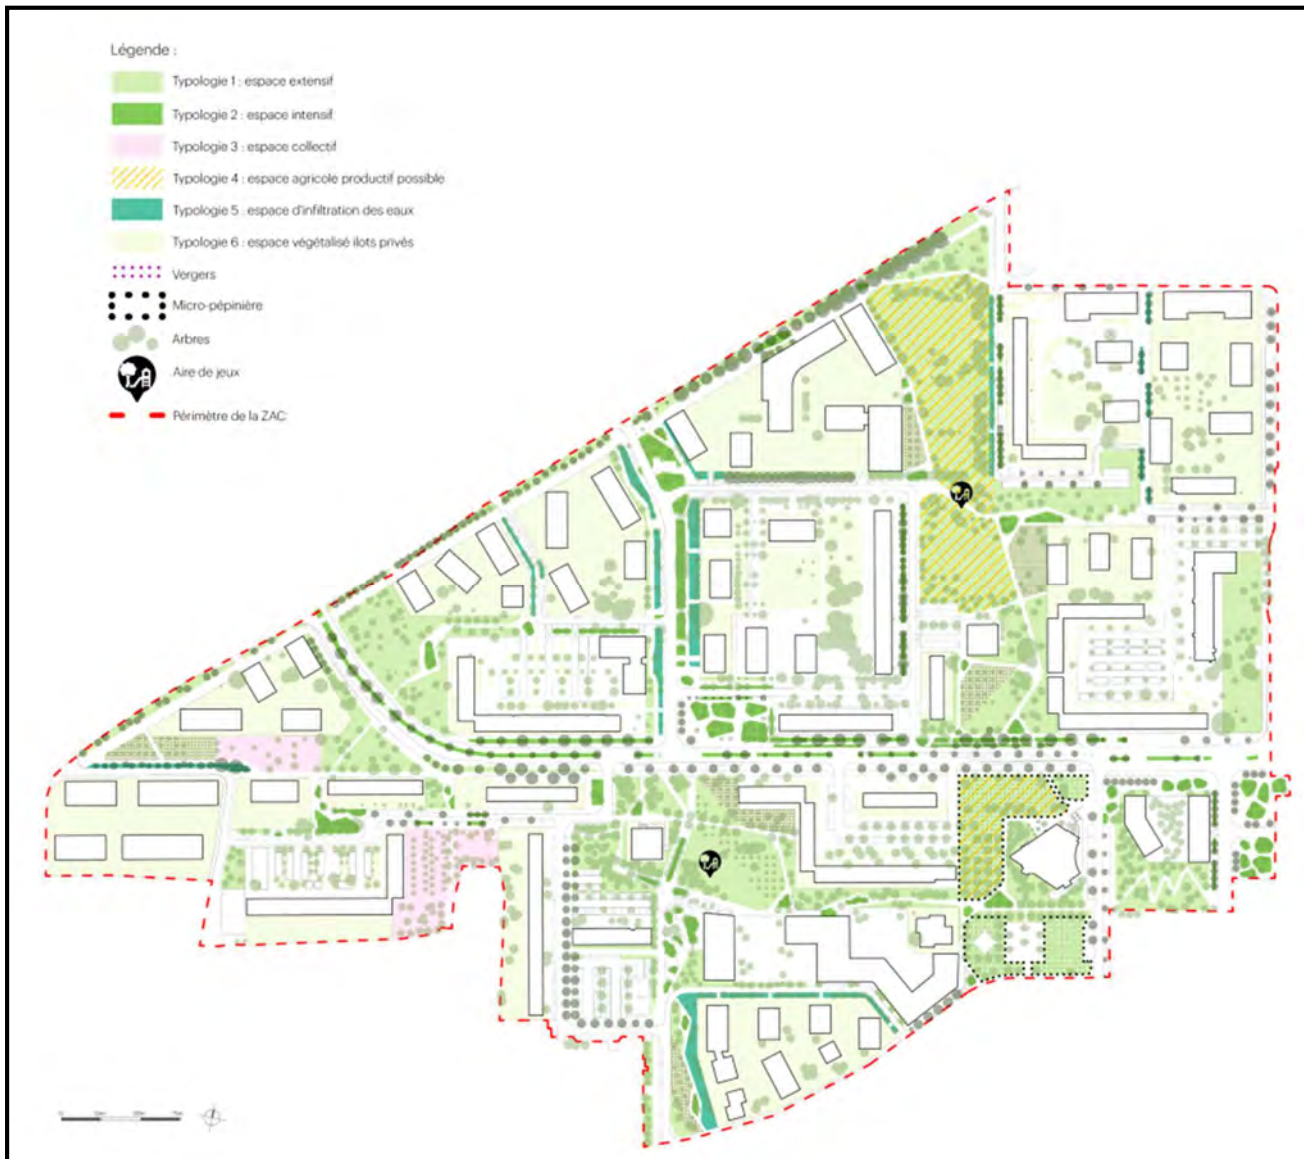 Légende :
Typologie 1 : espace extensif
Typologie 2 : espace intensif
Typologie 3 : espace collectif
Typologie 4 : espace agricole productif possible
Typologie 5 : espace d'infiltration des eaux
Typologie 6 : espace végétalisé ilots privés
Vergers
Micro-pépinière
Arbres
Aire de jeux
Périmètre de la ZAC